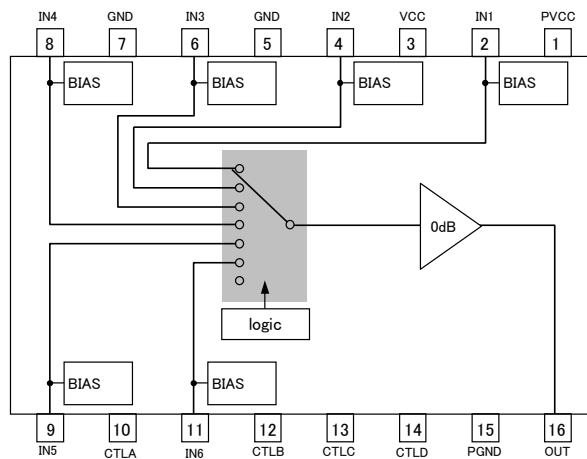 IN4 GND IN3 GND IN2 VCC IN1 PVCC
8 7 6 5 4 3 2 1
BIAS BIAS BIAS BIAS
0dB
logic
BIAS BIAS
9 10 11 12 13 14 15 16
IN5 CTLA IN6 CTLB CTLC CTLD PGND OUT